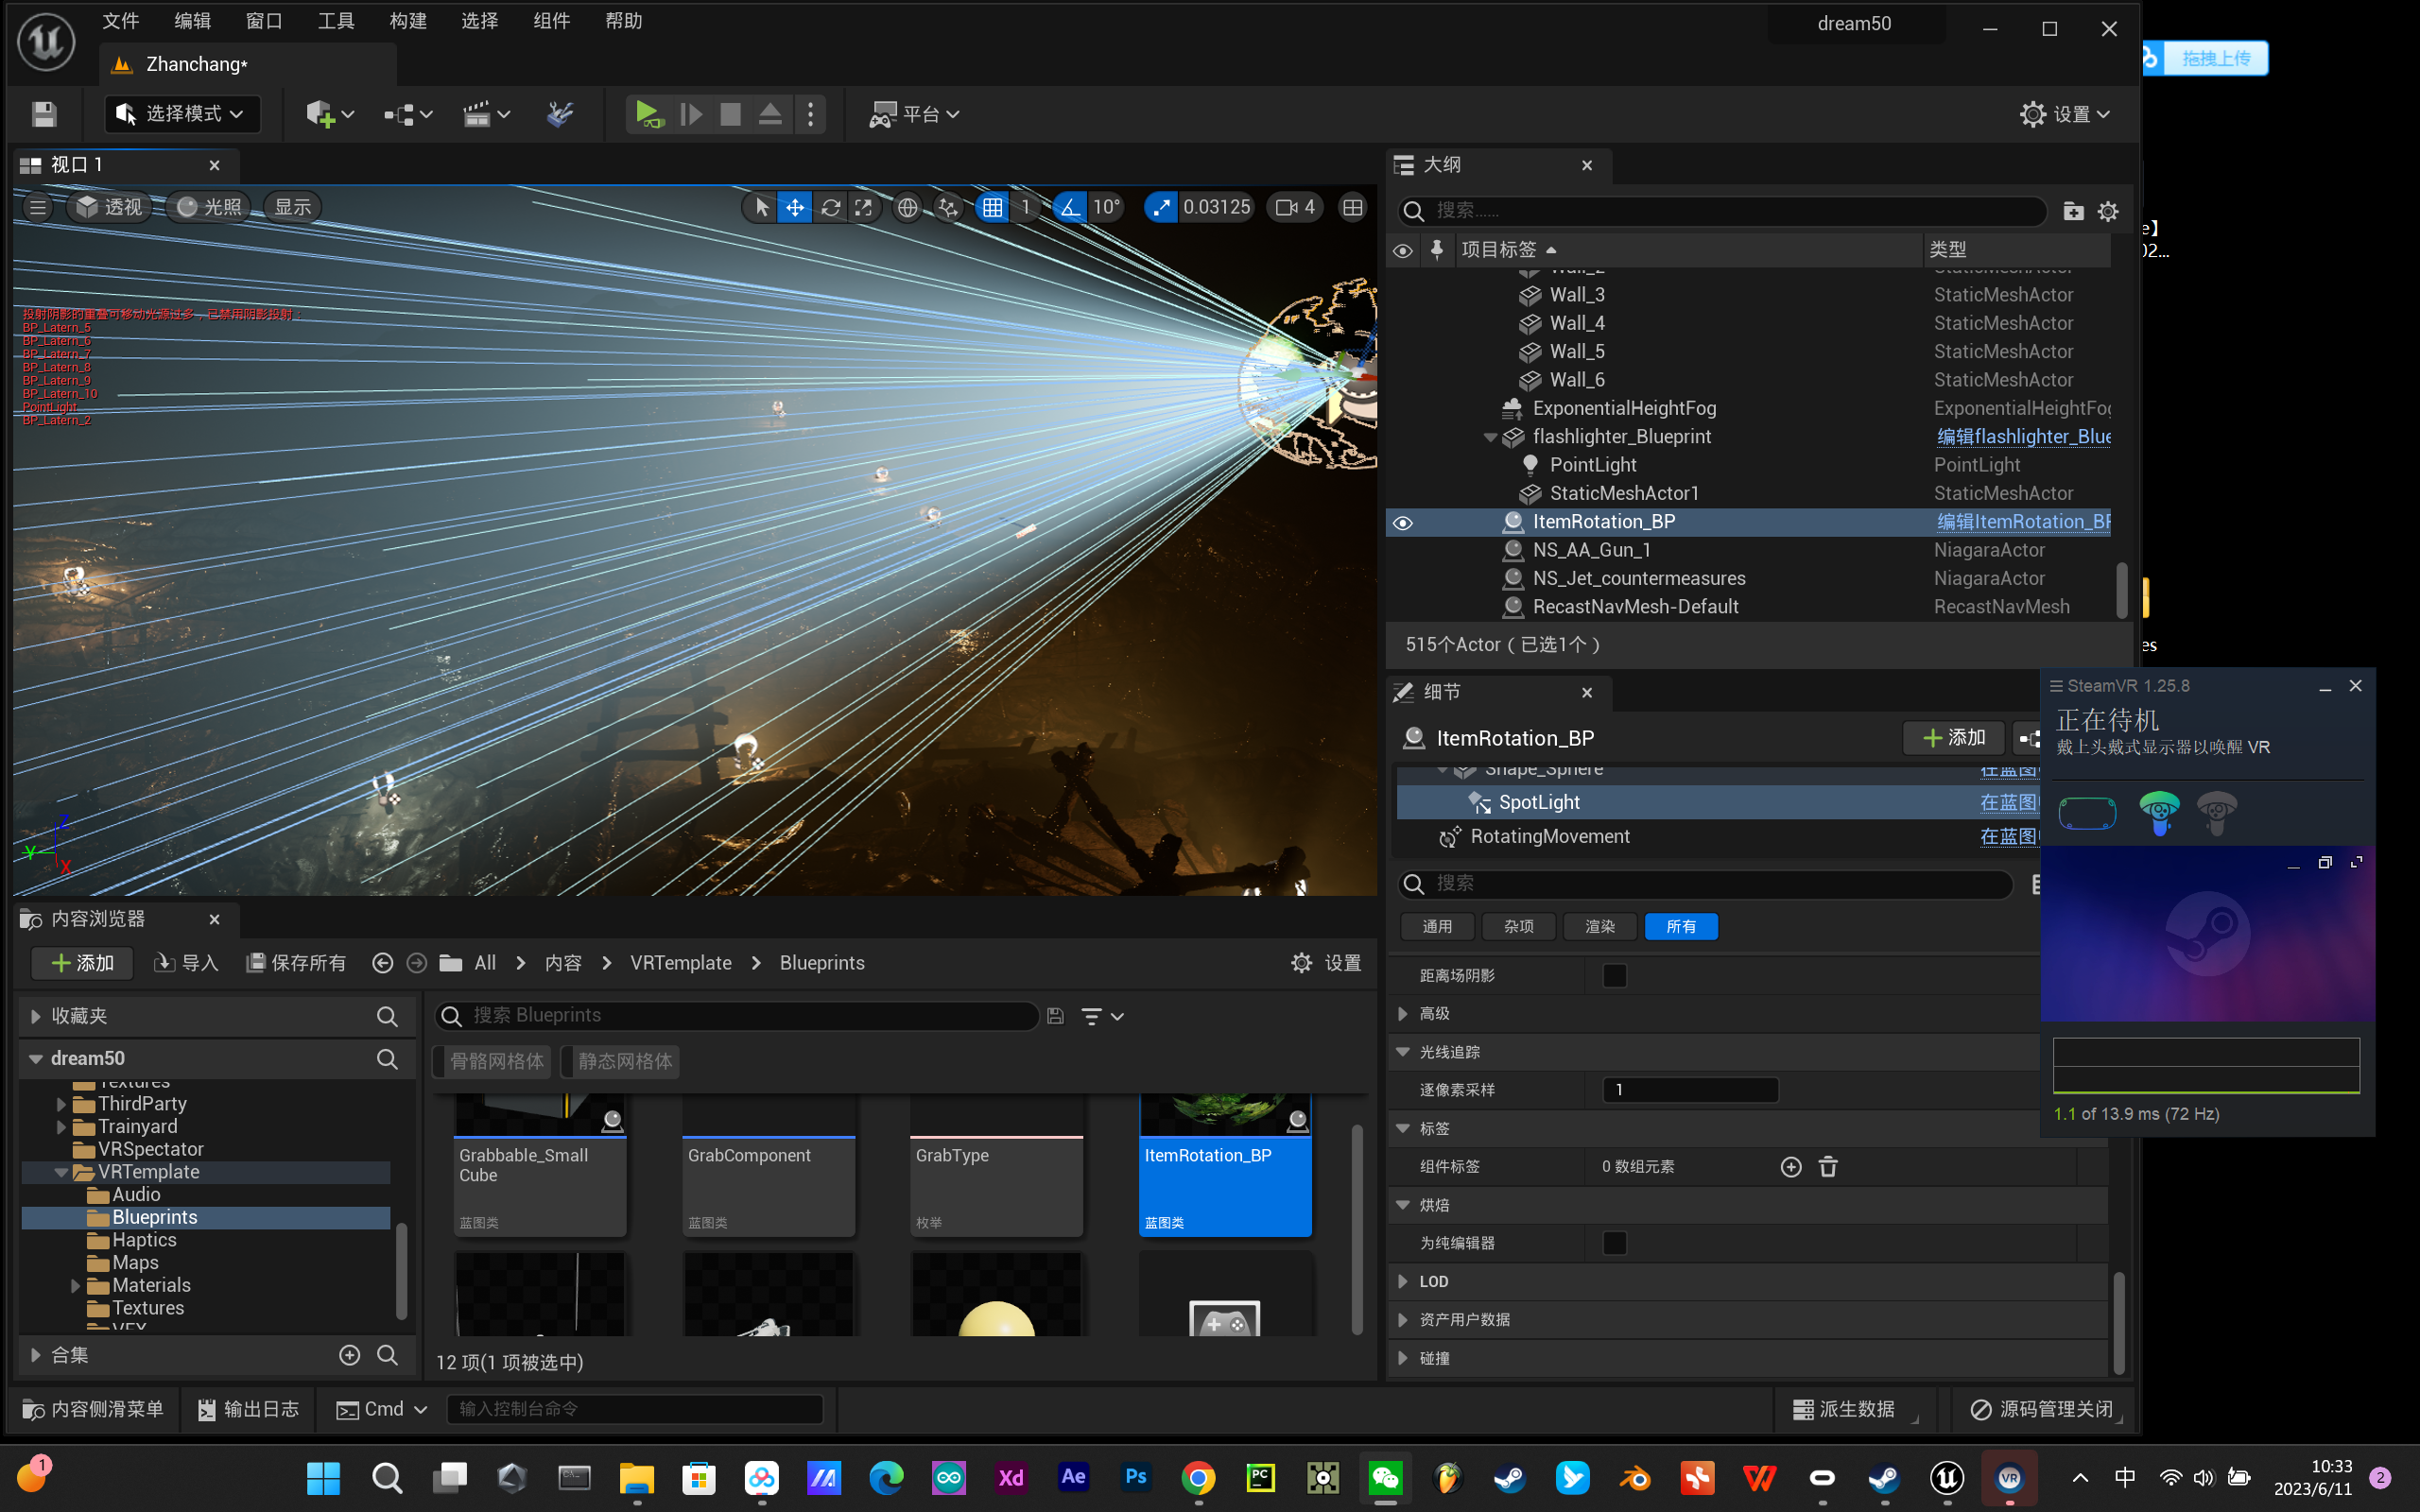 文件 编辑 窗口 工具 构建 选择 组件 帮助
dream50
Zhanchang*
拖拽上传
选择模式
平台
设置
视口 1
透视 光照 显示
1 10° 0.03125 4
投射阴影的重叠可移动光源过多，已禁用阴影投射：
BP_Latern_5
BP_Latern_6
BP_Latern_7
BP_Latern_8
BP_Latern_9
BP_Latern_10
PointLight
BP_Latern_2
Z
Y
X
大纲
搜索......
项目标签 类型
Wall_2 StaticMeshActor
Wall_3 StaticMeshActor
Wall_4 StaticMeshActor
Wall_5 StaticMeshActor
Wall_6 StaticMeshActor
ExponentialHeightFog ExponentialHeightFog
flashlighter_Blueprint 编辑flashlighter_Blue
PointLight PointLight
StaticMeshActor1 StaticMeshActor
ItemRotation_BP 编辑ItemRotation_BP
NS_AA_Gun_1 NiagaraActor
NS_Jet_countermeasures NiagaraActor
RecastNavMesh-Default RecastNavMesh
515个Actor（已选1个）
e】
02...
es
细节
ItemRotation_BP 添加
Shape_Sphere 在蓝图
SpotLight 在蓝图
RotatingMovement 在蓝图
搜索
通用 杂项 渲染 所有
距离场阴影
高级
光线追踪
逐像素采样 1
标签
组件标签 0 数组元素
烘焙
为纯编辑器
LOD
资产用户数据
碰撞
SteamVR 1.25.8
正在待机
戴上头戴式显示器以唤醒 VR
1.1 of 13.9 ms (72 Hz)
内容浏览器
添加 导入 保存所有 All 内容 VRTemplate Blueprints 设置
收藏夹
dream50
Textures
ThirdParty
Trainyard
VRSpectator
VRTemplate
Audio
Blueprints
Haptics
Maps
Materials
Textures
VFX
合集
搜索 Blueprints
骨骼网格体 静态网格体
Grabbable_Small
Cube
蓝图类
GrabComponent
蓝图类
GrabType
枚举
ItemRotation_BP
蓝图类
12 项(1 项被选中)
内容侧滑菜单 输出日志 Cmd 输入控制台命令 派生数据 源码管理关闭
1
Xd Ae Ps PC VR
中
10:33
2023/6/11
2